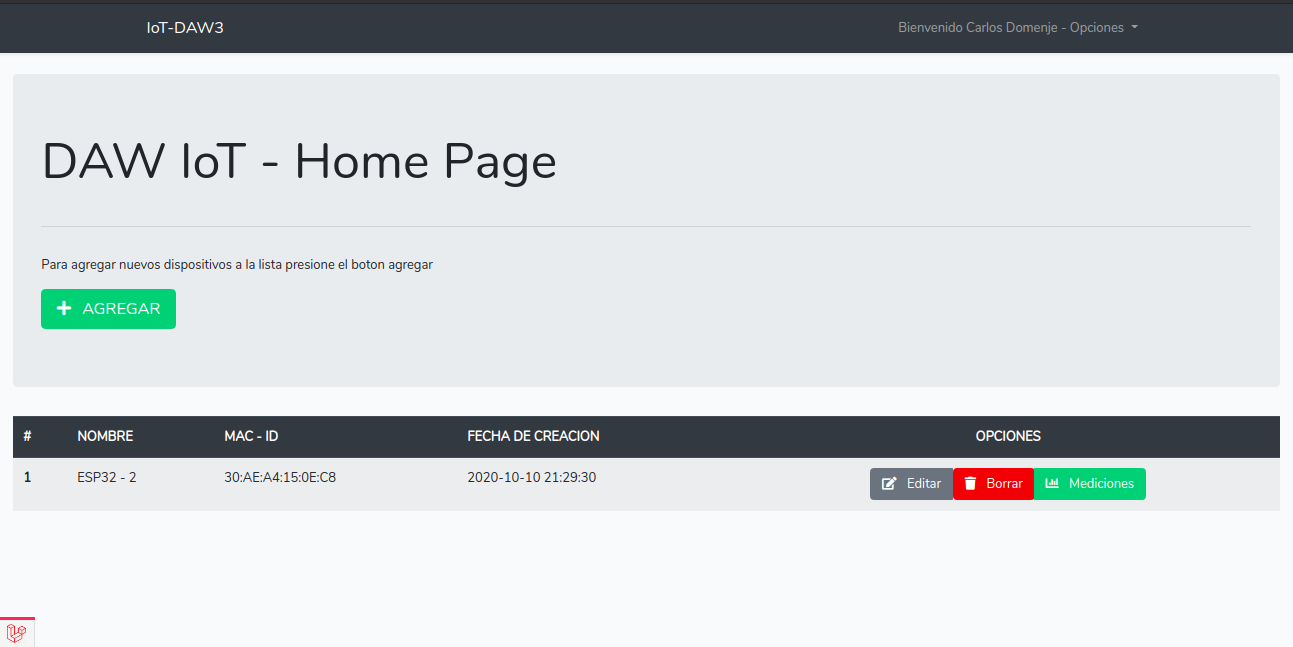 IoT-DAW3
Bienvenido Carlos Domenje - Opciones
DAW IoT - Home Page
Para agregar nuevos dispositivos a la lista presione el boton agregar
AGREGAR
# NOMBRE MAC - ID FECHA DE CREACION OPCIONES
1 ESP32 - 2 30:AE:A4:15:0E:C8 2020-10-10 21:29:30 Editar Borrar Mediciones